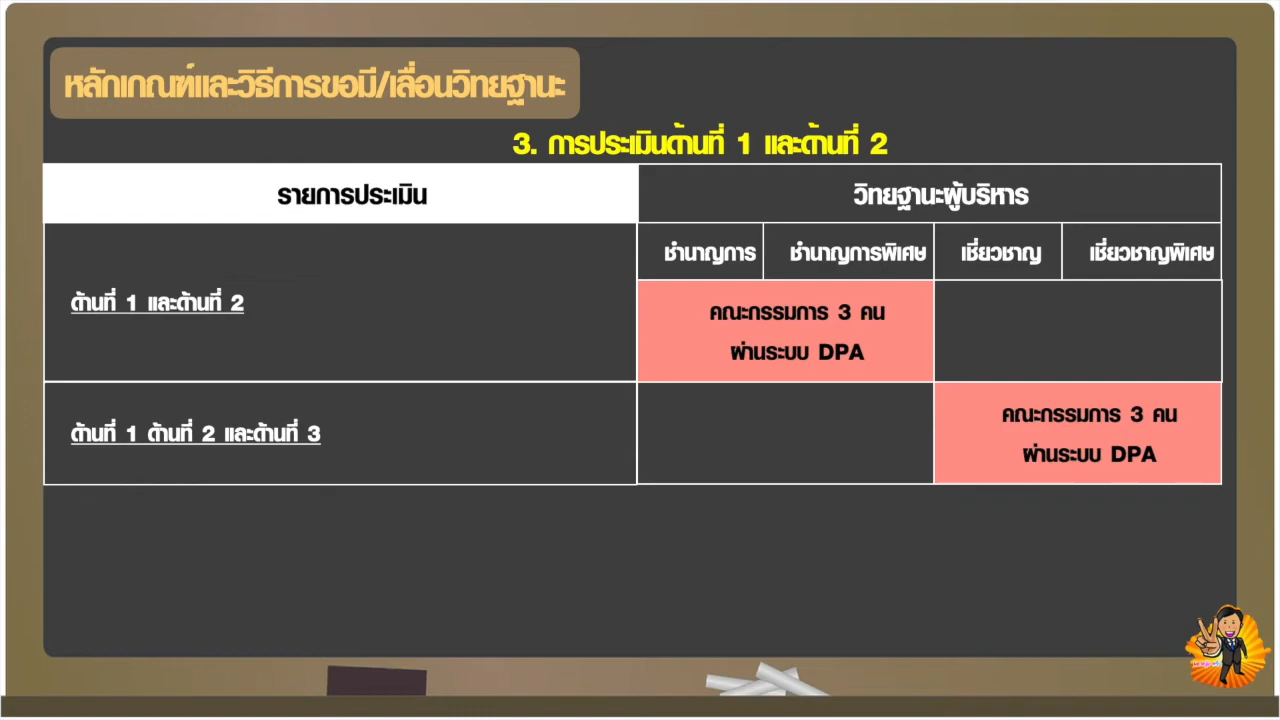 หลักเกณฑ์และวิธีการขอมี/เลื่อนวิทยฐานะ
3. การประเมินด้านที่ 1 และด้านที่ 2
รายการประเมิน
วิทยฐานะผู้บริหาร
ชำนาญการ
ชำนาญการพิเศษ
เชี่ยวชาญ
เชี่ยวชาญพิเศษ
ด้านที่ 1 และด้านที่ 2
คณะกรรมการ 3 คน
ผ่านระบบ DPA
ด้านที่ 1 ด้านที่ 2 และด้านที่ 3
คณะกรรมการ 3 คน
ผ่านระบบ DPA